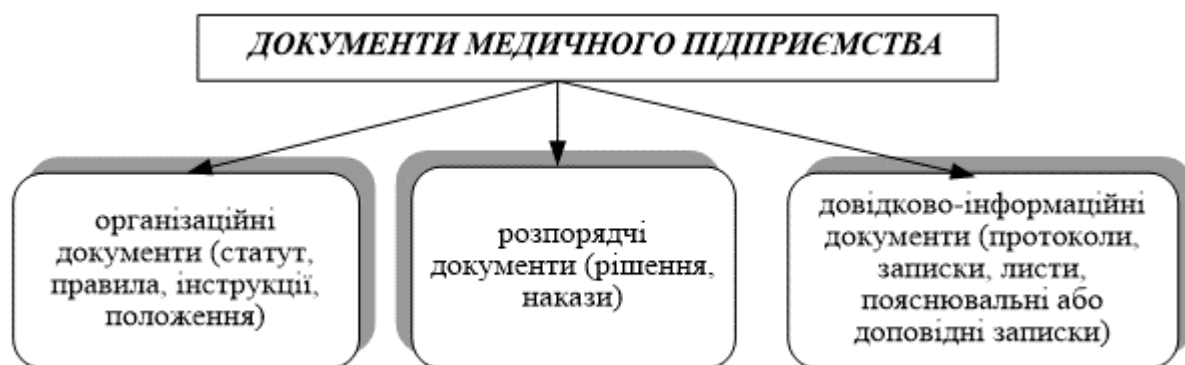 ДОКУМЕНТИ МЕДИЧНОГО ПІДПРИЄМСТВА
організаційні
документи (статут,
правила, інструкції,
положення)
розпорядчі
документи (рішення,
накази)
довідково-інформаційні
документи (протоколи,
записки, листи,
пояснювальні або
доповідні записки)